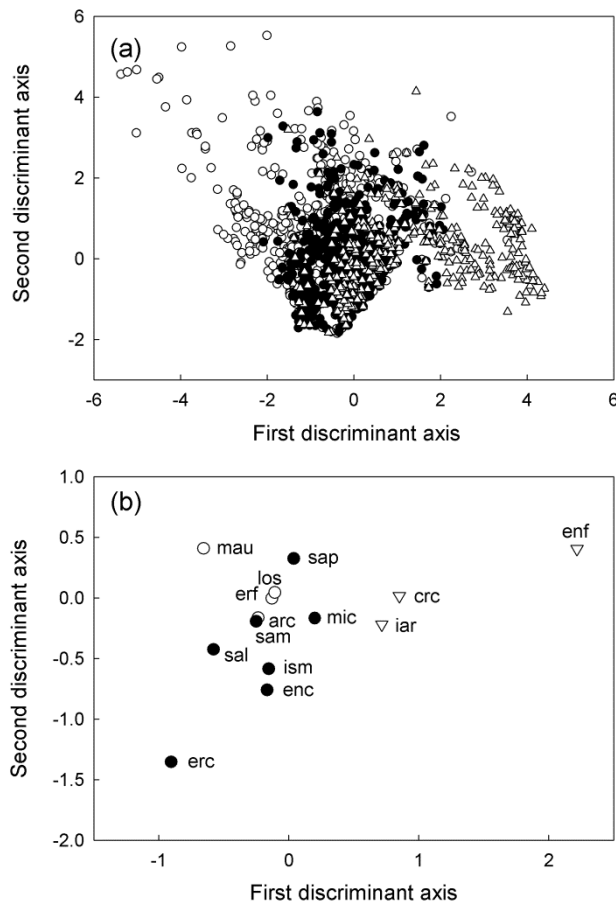 6
(a)
4
2
0
-2
Second discriminant axis
-6 -4 -2 0 2 4 6
First discriminant axis
1.0
(b)
enf
0.5
mau
sap
los
0.0
erf
crc
arc
mic
iar
sam
-0.5
sal
ism
enc
-1.0
erc
-1.5
-2.0
Second discriminant axis
-1 0 1 2
First discriminant axis